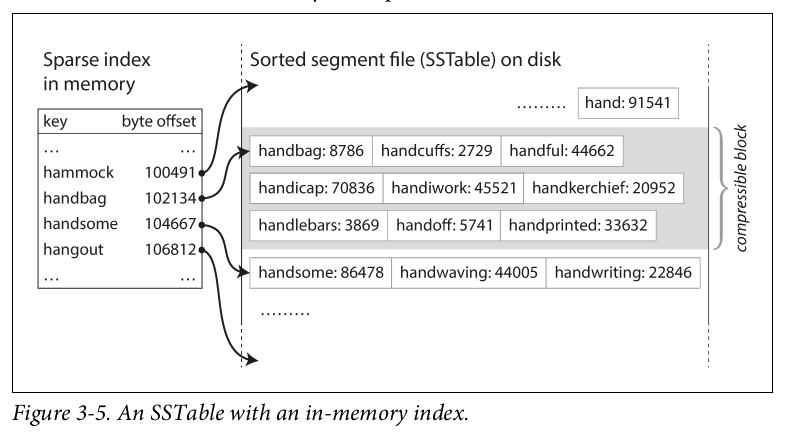 Sparse index
in memory
key byte offset
... ...
hammock 100491
handbag 102134
handsome 104667
hangout 106812
... ...
Sorted segment file (SSTable) on disk
......... hand: 91541
handbag: 8786 handcuffs: 2729 handful: 44662
handicap: 70836 handiwork: 45521 handkerchief: 20952
handlebars: 3869 handoff: 5741 handprinted: 33632
handsome: 86478 handwaving: 44005 handwriting: 22846
.........
compressible block
Figure 3-5. An SSTable with an in-memory index.